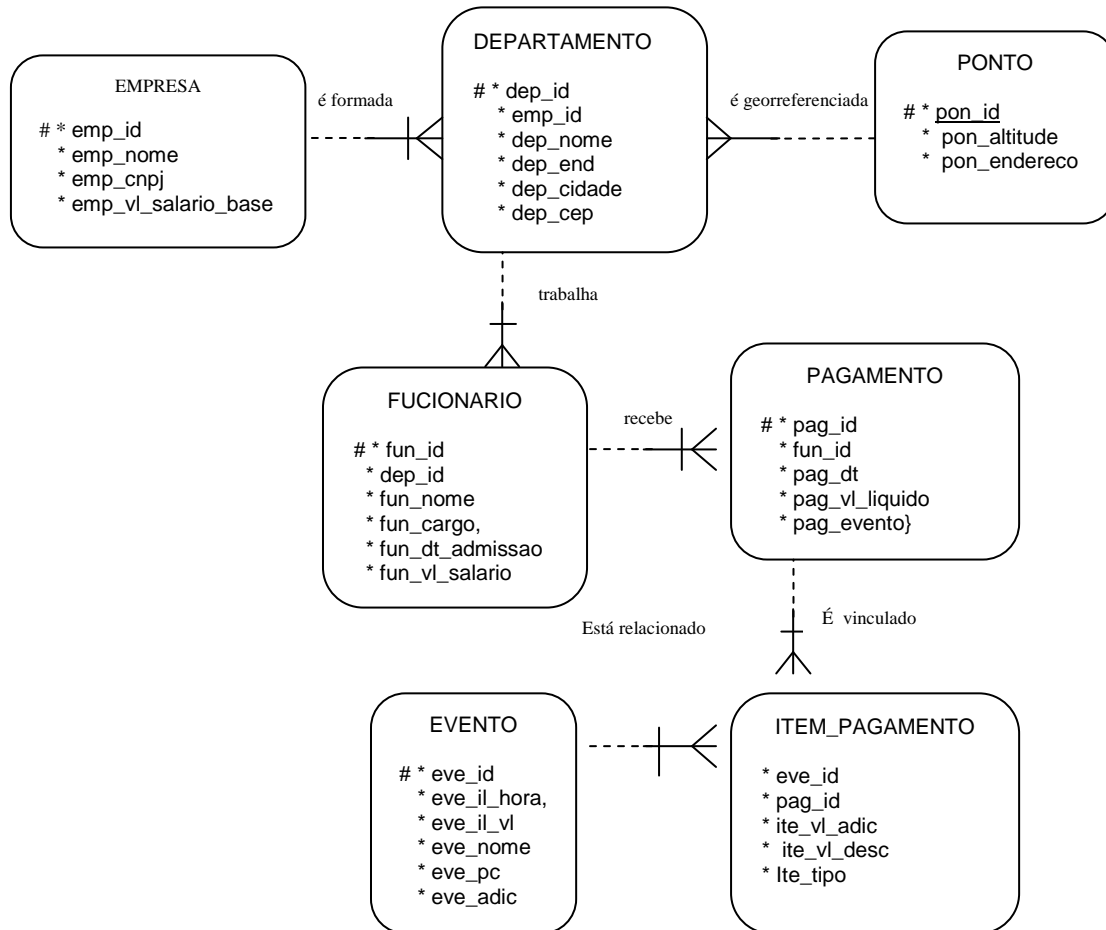 EMPRESA
# * emp_id
* emp_nome
* emp_cnpj
* emp_vl_salario_base
é formada
DEPARTAMENTO
# * dep_id
* emp_id
* dep_nome
* dep_end
* dep_cidade
* dep_cep
é georreferenciada
PONTO
# * pon_id
* pon_altitude
* pon_endereco
trabalha
FUCIONARIO
# * fun_id
* dep_id
* fun_nome
* fun_cargo,
* fun_dt_admissao
* fun_vl_salario
recebe
PAGAMENTO
# * pag_id
* fun_id
* pag_dt
* pag_vl_liquido
* pag_evento}
Está relacionado
É vinculado
EVENTO
# * eve_id
* eve_il_hora,
* eve_il_vl
* eve_nome
* eve_pc
* eve_adic
ITEM_PAGAMENTO
* eve_id
* pag_id
* ite_vl_adic
* ite_vl_desc
* Ite_tipo